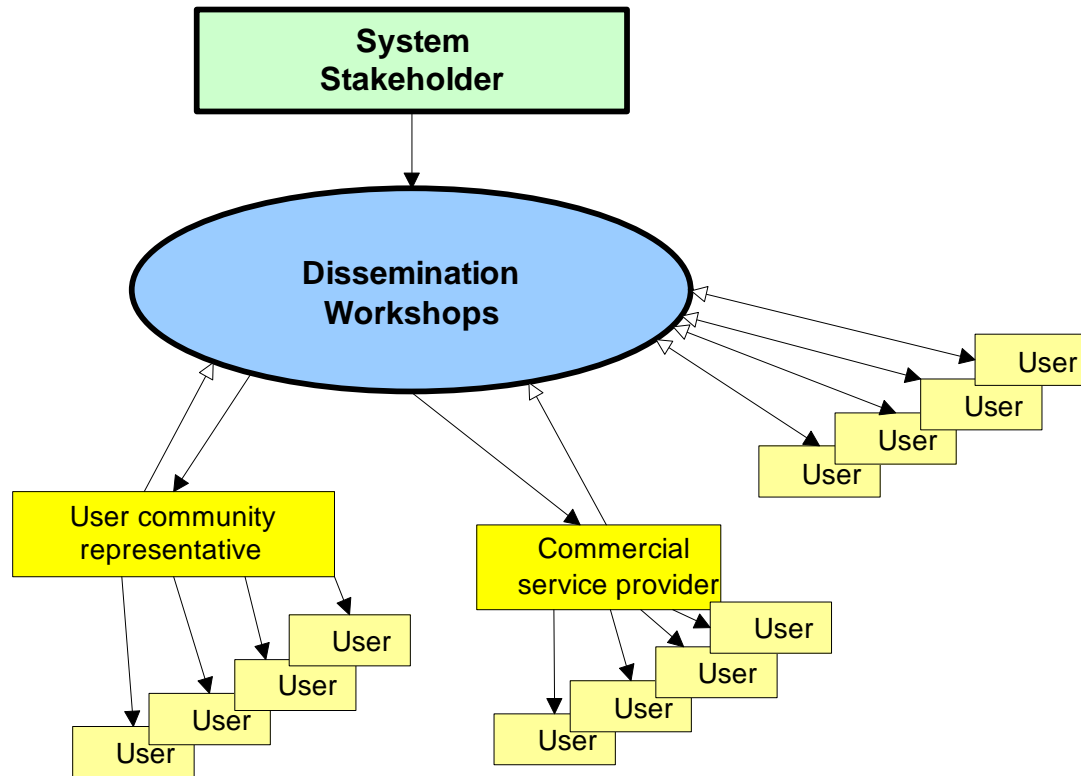 System
Stakeholder
Dissemination
Workshops
User
User
User
User
User community
representative
Commercial
service provider
User
User
User
User
User
User
User
User